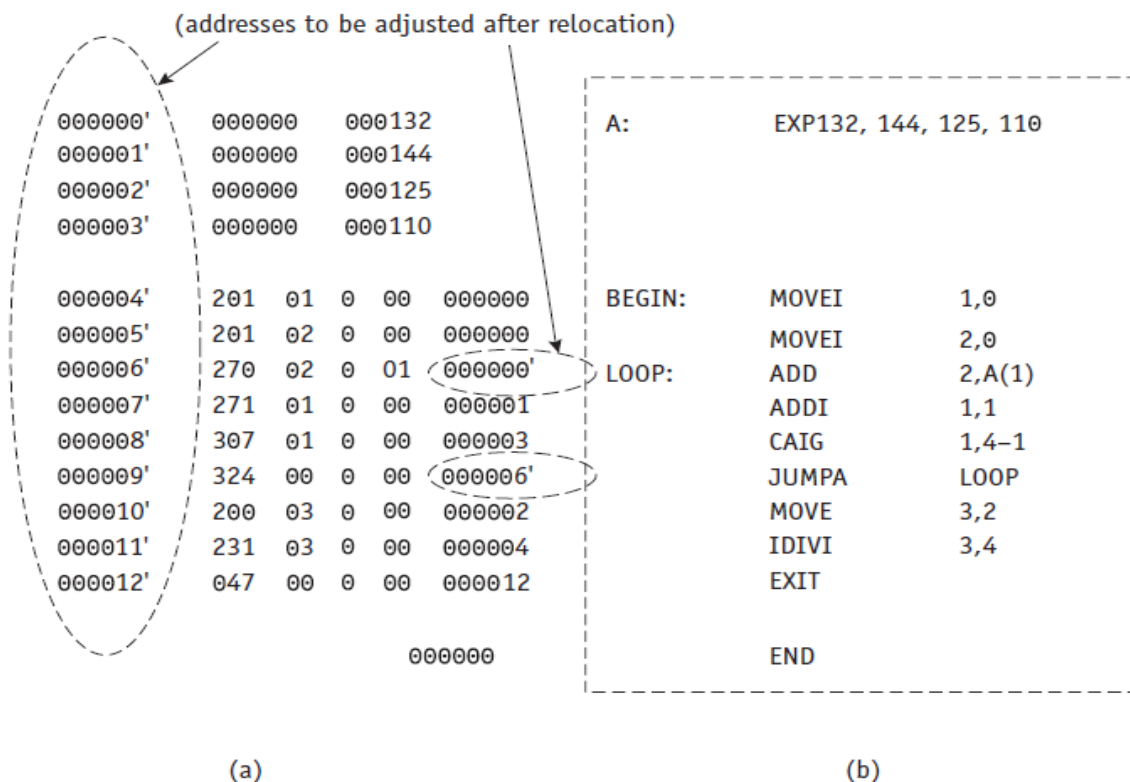 (addresses to be adjusted after relocation)
000000' 000000 000132 A: EXP132, 144, 125, 110
000001' 000000 000144
000002' 000000 000125
000003' 000000 000110
000004' 201 01 0 00 000000 BEGIN: MOVEI 1,0
000005' 201 02 0 00 000000 MOVEI 2,0
000006' 270 02 0 01 000000' LOOP: ADD 2,A(1)
000007' 271 01 0 00 000001 ADDI 1,1
000008' 307 01 0 00 000003 CAIG 1,4–1
000009' 324 00 0 00 000006' JUMPA LOOP
000010' 200 03 0 00 000002 MOVE 3,2
000011' 231 03 0 00 000004 IDIVI 3,4
000012' 047 00 0 00 000012 EXIT
000000 END
(a) (b)